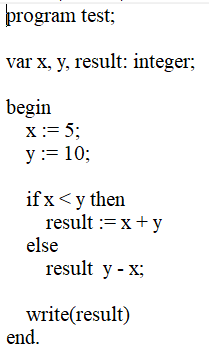 program test;
var x, y, result: integer;
begin
x := 5;
y := 10;
if x < y then
result := x + y
else
result y - x;
write(result)
end.